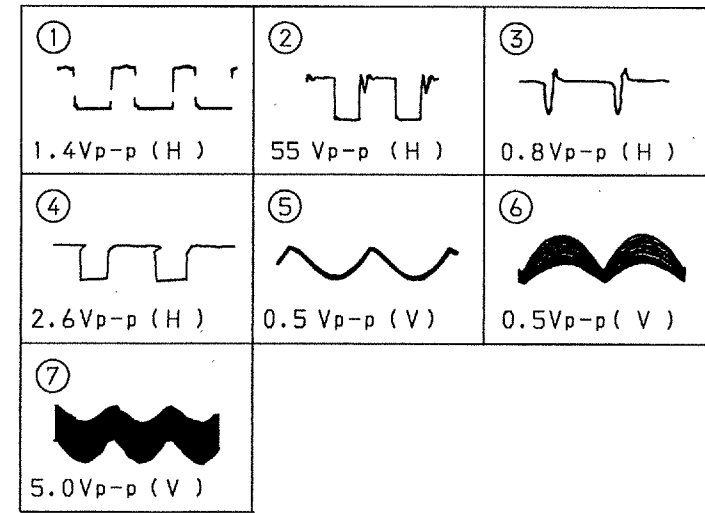 ①
1.4Vp-p ( H )
②
55 Vp-p ( H )
③
0.8Vp-p ( H )
④
2.6Vp-p ( H )
⑤
0.5 Vp-p ( V )
⑥
0.5Vp-p( V )
⑦
5.0Vp-p ( V )